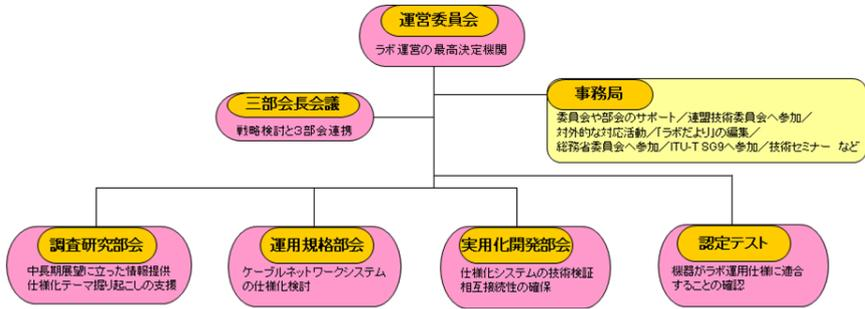 運営委員会
ラボ運営の最高決定機関
三部会長会議
戦略検討と3部会連携
事務局
委員会や部会のサポート／連盟技術委員会へ参加／
対外的な対応活動／「ラボだより」の編集／
総務省委員会へ参加／ITU-T SG9へ参加／技術セミナー など
調査研究部会
中長期展望に立った情報提供
仕様化テーマ掘り起こしの支援
運用規格部会
ケーブルネットワークシステム
の仕様化検討
実用化開発部会
仕様化システムの技術検証
相互接続性の確保
認定テスト
機器がラボ運用仕様に適合
することの確認